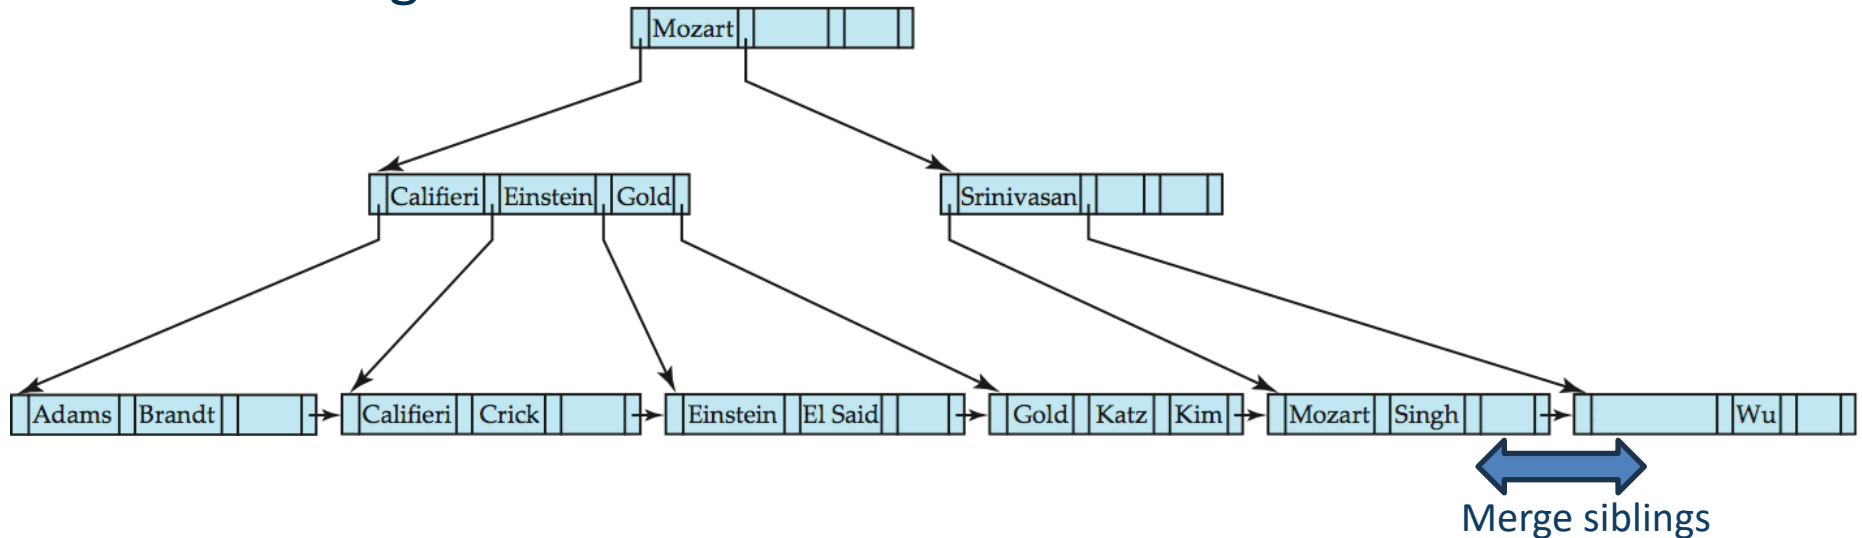 Mozart
Califieri Einstein Gold
Srinivasan
Adams Brandt
Califieri Crick
Einstein El Said
Gold Katz Kim
Mozart Singh
Wu
Merge siblings